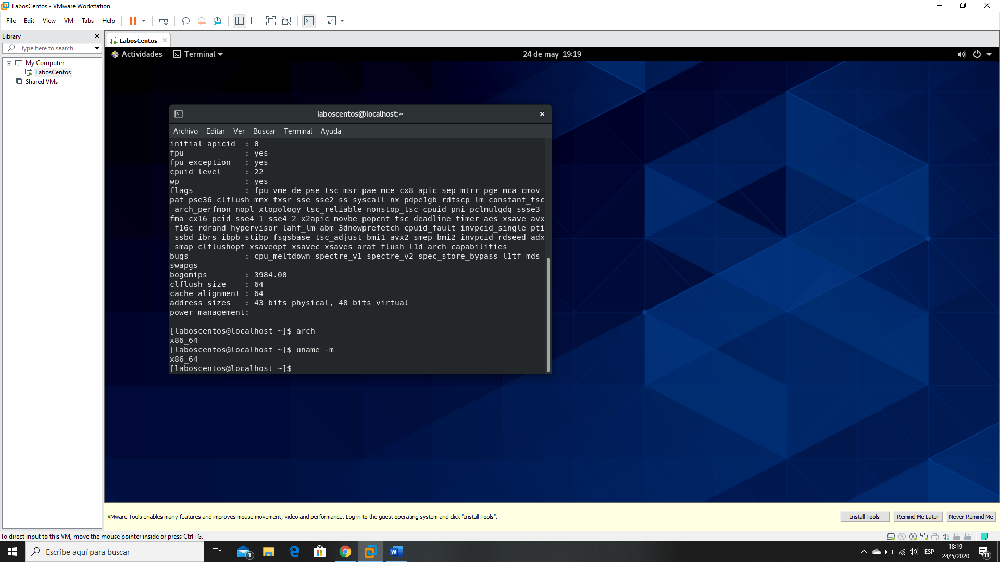 LabosCentos - VMware Workstation
File Edit View VM Tabs Help
Library
Type here to search
My Computer
LabosCentos
Shared VMs
LabosCentos
Actividades Terminal 24 de may 19:19
laboscentos@localhost:~
Archivo Editar Ver Buscar Terminal Ayuda
initial apicid : 0
fpu : yes
fpu_exception : yes
cpuid level : 22
wp : yes
flags : fpu vme de pse tsc msr pae mce cx8 apic sep mtrr pge mca cmov
pat pse36 clflush mmx fxsr sse sse2 ss syscall nx pdpe1gb rdtscp lm constant_tsc
arch_perfmon nopl xtopology tsc_reliable nonstop_tsc cpuid pni pclmulqdq ssse3
fma cx16 pcid sse4_1 sse4_2 x2apic movbe popcnt tsc_deadline_timer aes xsave avx
f16c rdrand hypervisor lahf_lm abm 3dnowprefetch cpuid_fault invpcid_single pti
ssbd ibrs ibpb stibp fsgsbase tsc_adjust bmi1 avx2 smep bmi2 invpcid rdseed adx
smap clflushopt xsaveopt xsavec xsaves arat flush_l1d arch_capabilities
bugs : cpu_meltdown spectre_v1 spectre_v2 spec_store_bypass l1tf mds
swapgs
bogomips : 3984.00
clflush size : 64
cache_alignment : 64
address sizes : 43 bits physical, 48 bits virtual
power management:
[laboscentos@localhost ~]$ arch
x86_64
[laboscentos@localhost ~]$ uname -m
x86_64
[laboscentos@localhost ~]$
VMware Tools enables many features and improves mouse movement, video and performance. Log in to the guest operating system and click "Install Tools".
Install Tools Remind Me Later Never Remind Me
To direct input to this VM, move the mouse pointer inside or press Ctrl+G.
Escribe aquí para buscar
1
ESP
18:19
24/5/2020
11